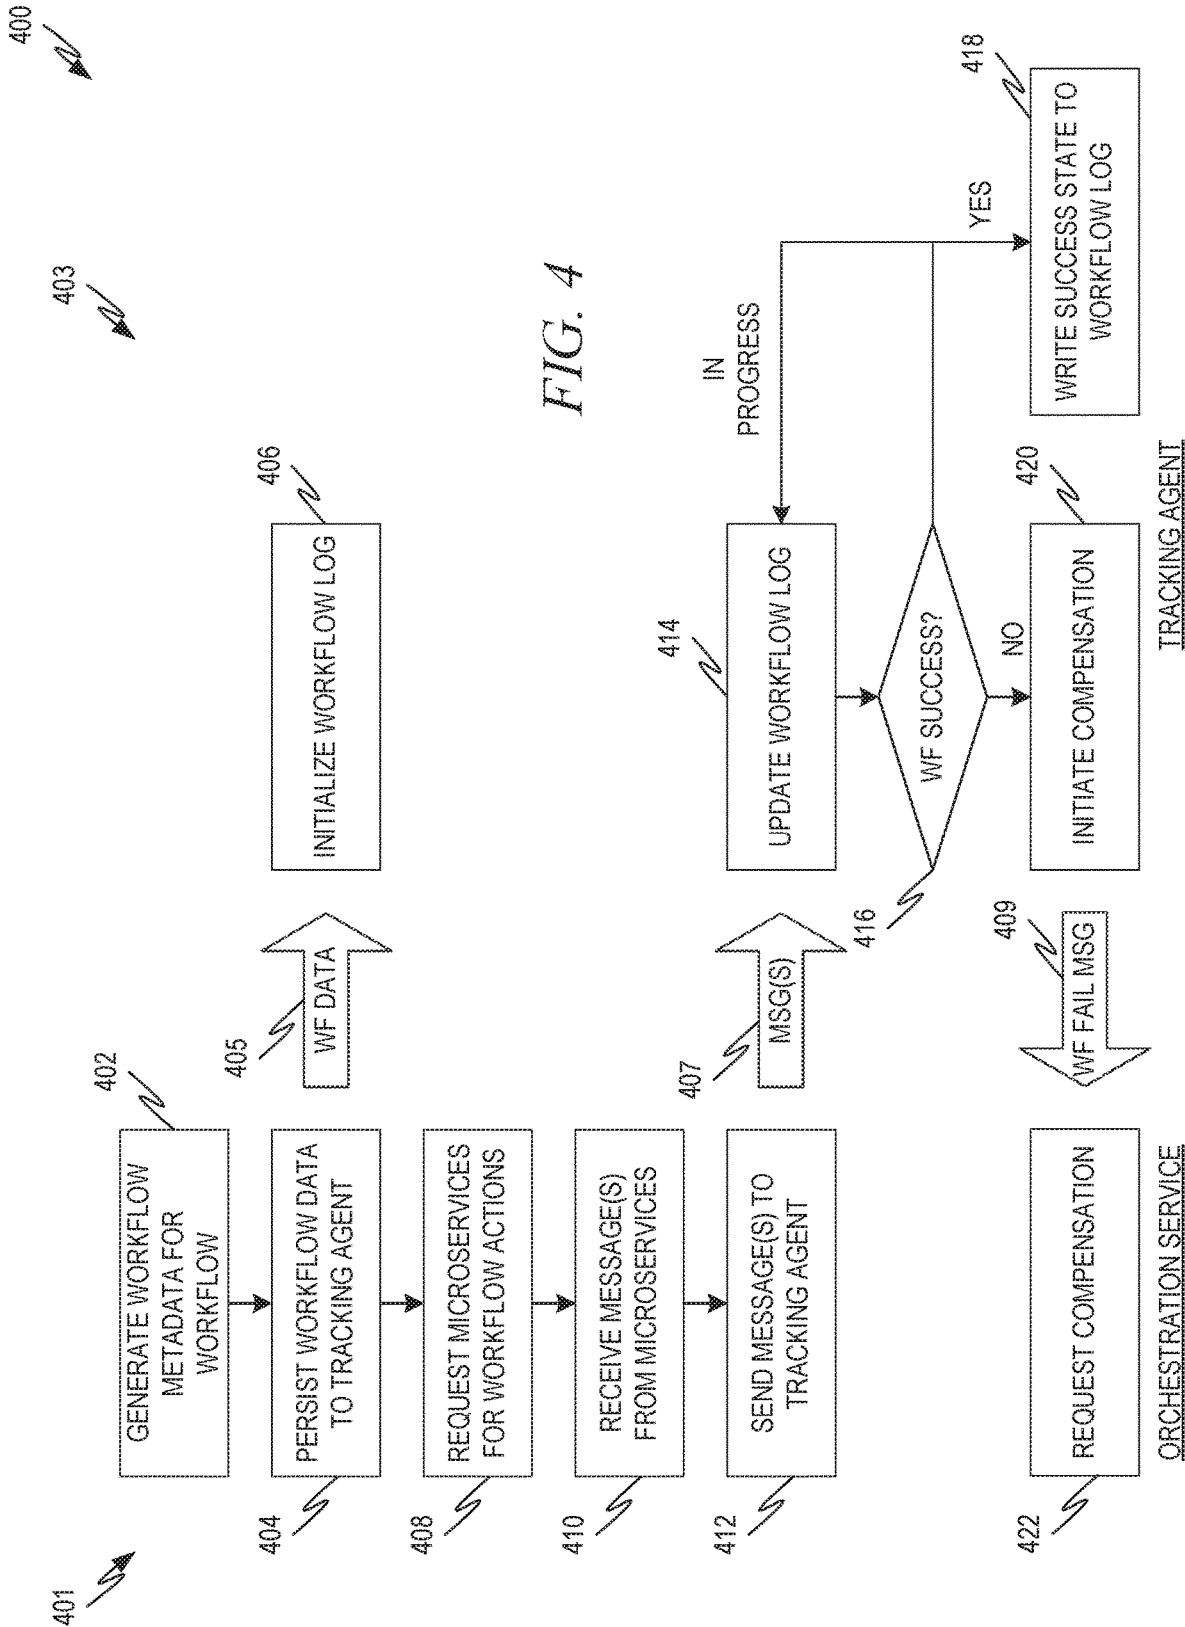 400
401
403
402
GENERATE WORKFLOW
METADATA FOR
WORKFLOW
404
PERSIST WORKFLOW DATA
TO TRACKING AGENT
405
WF DATA
406
INITIALIZE WORKFLOW LOG
408
REQUEST MICROSERVICES
FOR WORKFLOW ACTIONS
410
RECEIVE MESSAGE(S)
FROM MICROSERVICES
412
SEND MESSAGE(S) TO
TRACKING AGENT
407
MSG(S)
414
UPDATE WORKFLOW LOG
IN
PROGRESS
416
WF SUCCESS?
YES
NO
418
WRITE SUCCESS STATE TO
WORKFLOW LOG
420
INITIATE COMPENSATION
409
WF FAIL MSG
422
REQUEST COMPENSATION
ORCHESTRATION SERVICE
TRACKING AGENT
FIG. 4